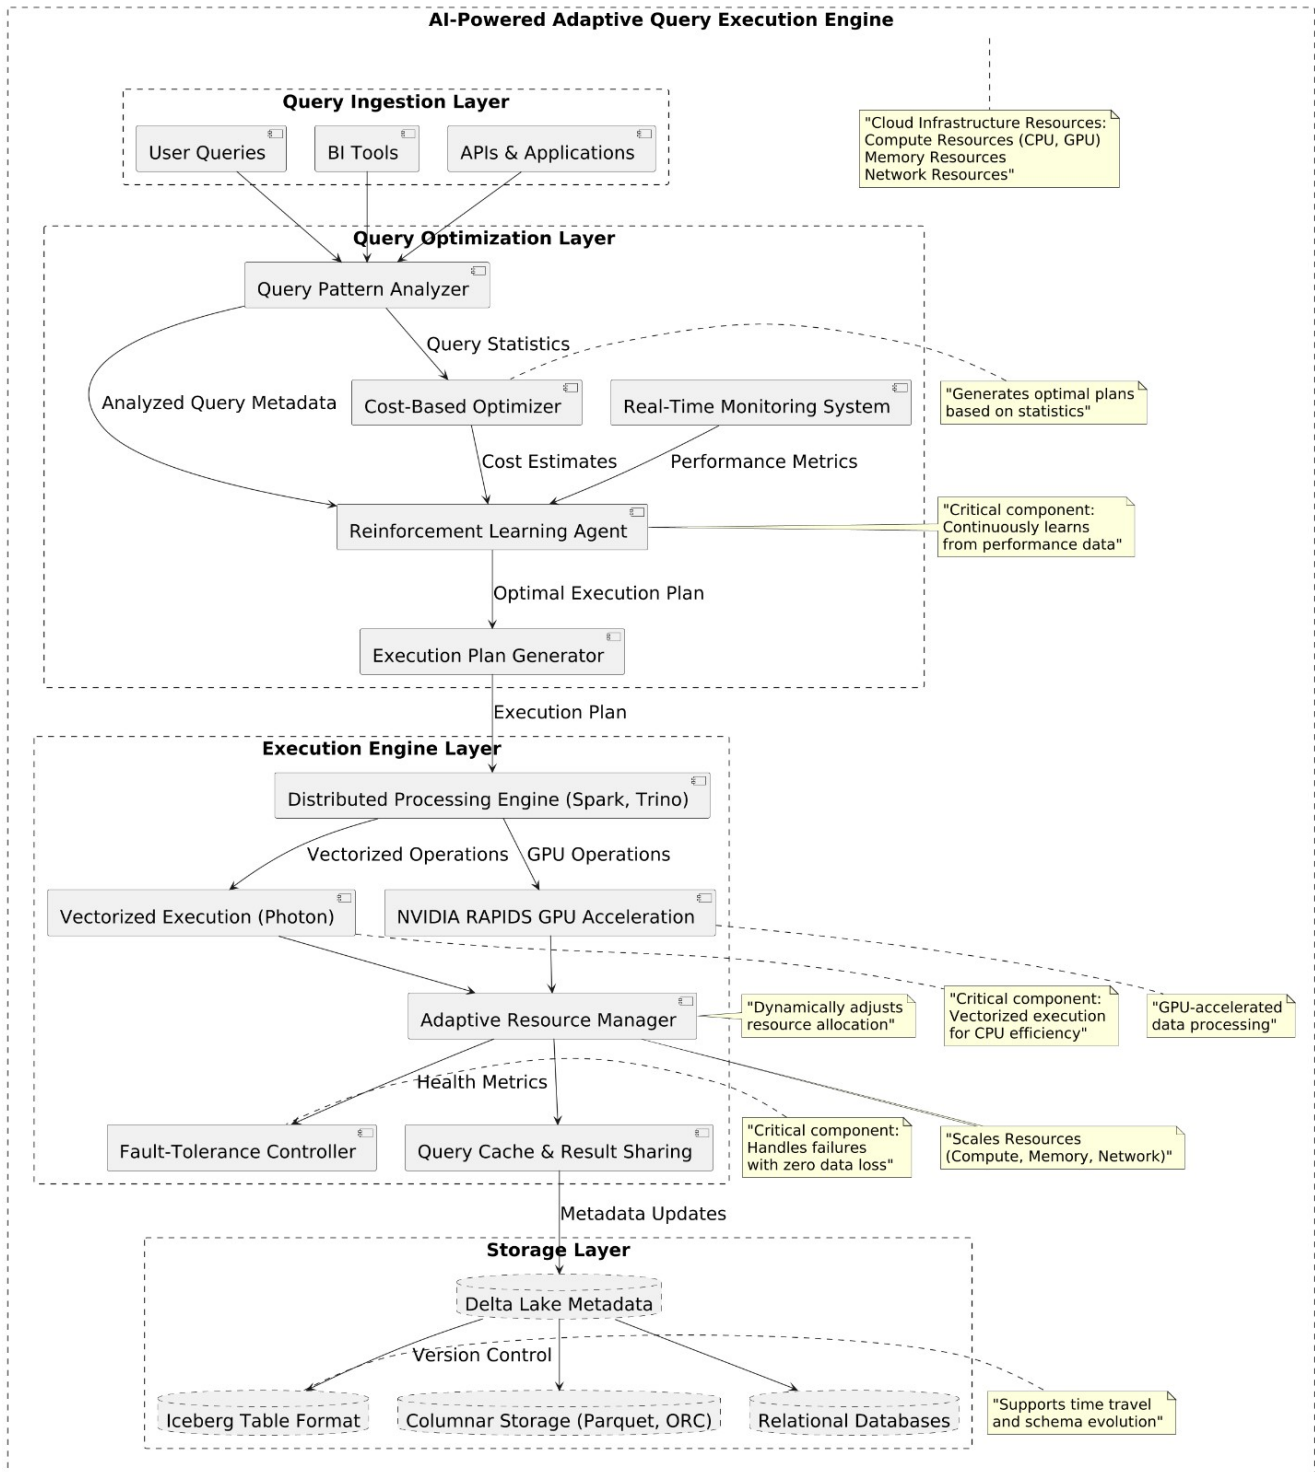 AI-Powered Adaptive Query Execution Engine
Query Ingestion Layer
User Queries
BI Tools
APIs & Applications
"Cloud Infrastructure Resources:
Compute Resources (CPU, GPU)
Memory Resources
Network Resources"
Query Optimization Layer
Query Pattern Analyzer
Query Statistics
Analyzed Query Metadata
Cost-Based Optimizer
Real-Time Monitoring System
"Generates optimal plans
based on statistics"
Cost Estimates
Performance Metrics
Reinforcement Learning Agent
"Critical component:
Continuously learns
from performance data"
Optimal Execution Plan
Execution Plan Generator
Execution Plan
Execution Engine Layer
Distributed Processing Engine (Spark, Trino)
Vectorized Operations
GPU Operations
Vectorized Execution (Photon)
NVIDIA RAPIDS GPU Acceleration
Adaptive Resource Manager
"Dynamically adjusts
resource allocation"
"Critical component:
Vectorized execution
for CPU efficiency"
"GPU-accelerated
data processing"
Health Metrics
Fault-Tolerance Controller
Query Cache & Result Sharing
"Critical component:
Handles failures
with zero data loss"
"Scales Resources
(Compute, Memory, Network)"
Metadata Updates
Storage Layer
Delta Lake Metadata
Version Control
Iceberg Table Format
Columnar Storage (Parquet, ORC)
Relational Databases
"Supports time travel
and schema evolution"